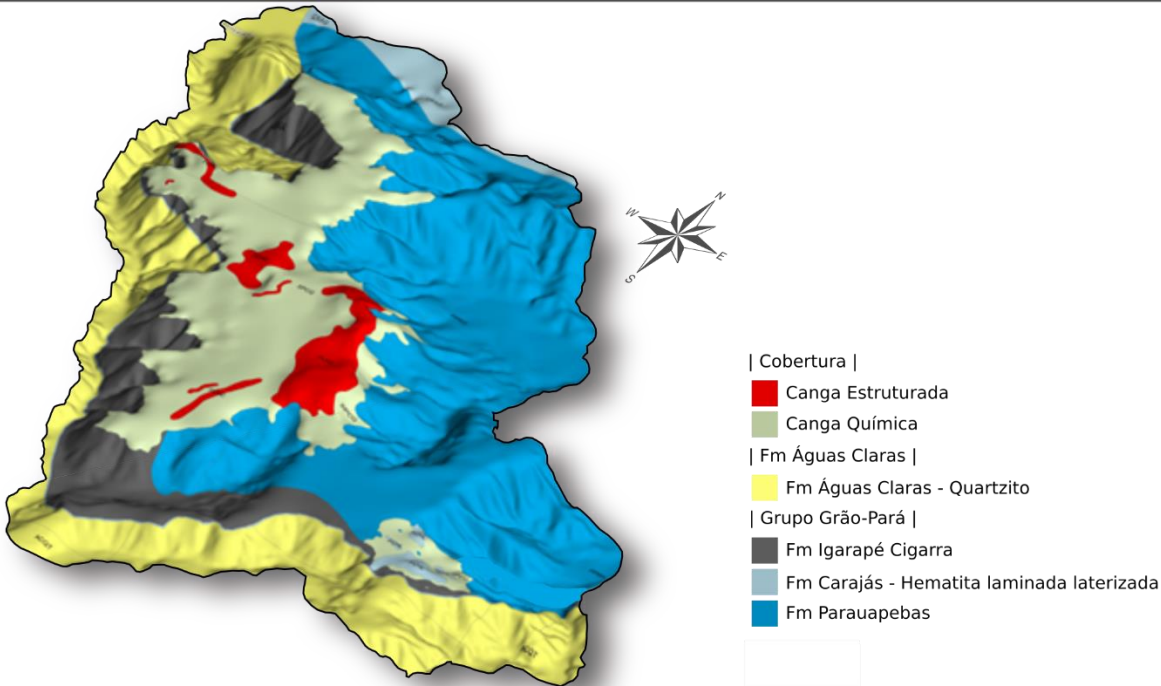 N
W
E
S
| Cobertura |
Canga Estruturada
Canga Química
| Fm Águas Claras |
Fm Águas Claras - Quartzito
| Grupo Grão-Pará |
Fm Igarapé Cigarra
Fm Carajás - Hematita laminada laterizada
Fm Parauapebas